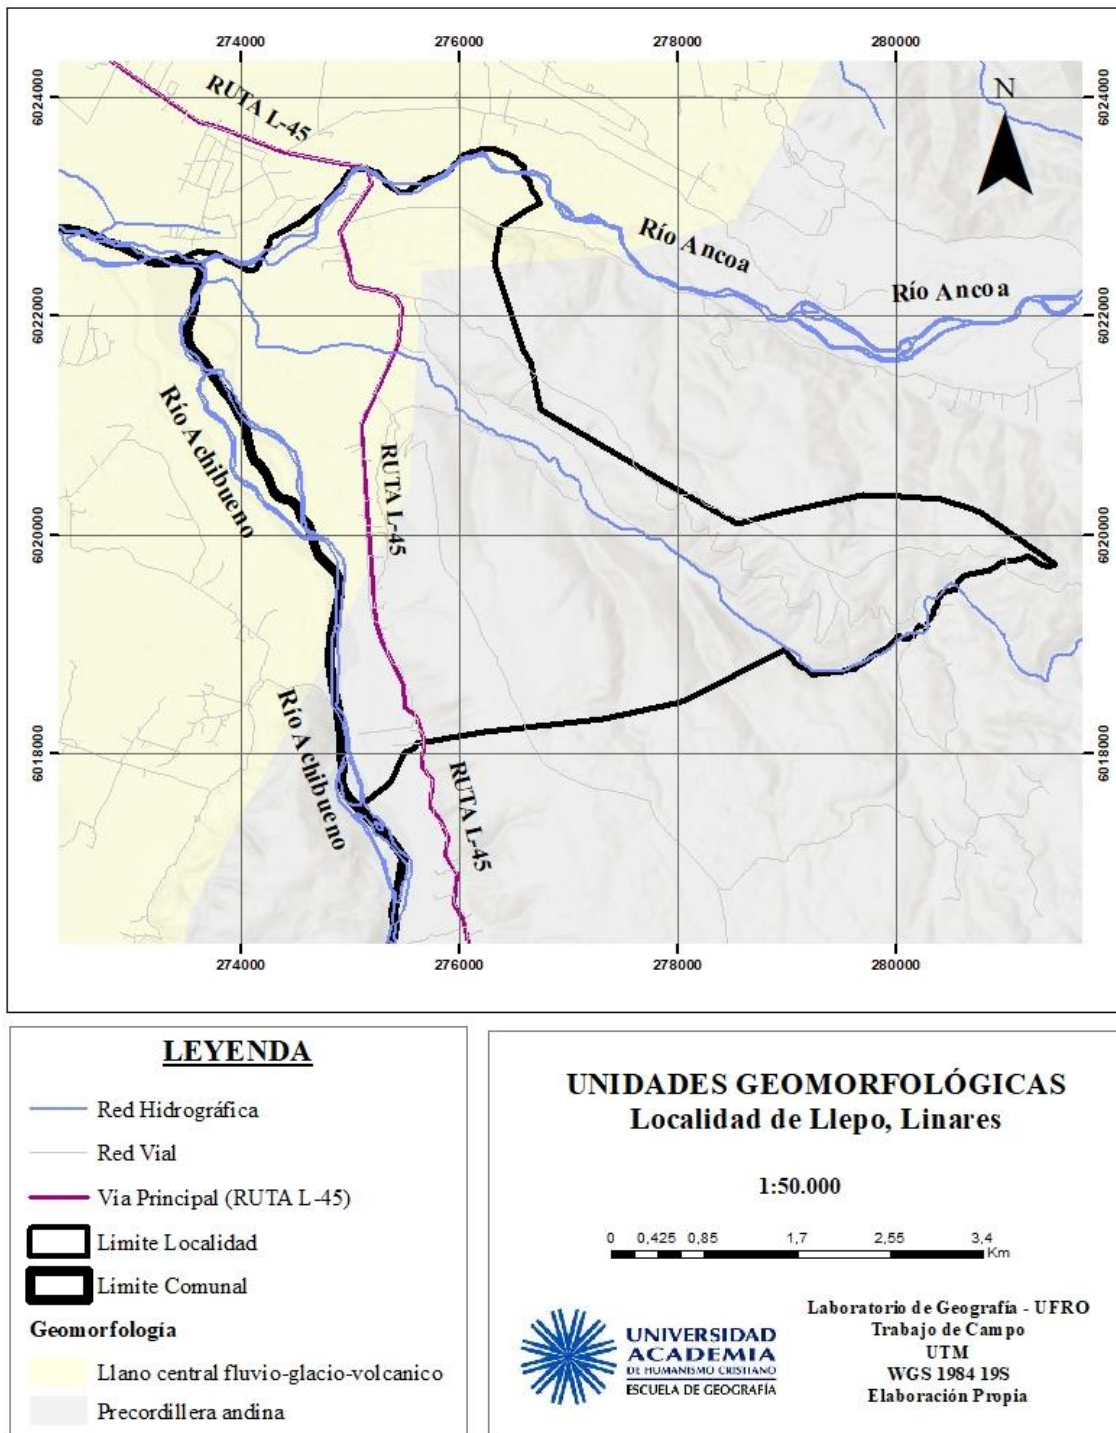 274000 276000 278000 280000
6024000 6024000
N
RUTA L-45
Río Ancoa
Río Ancoa
6022000 6022000
Río Achibueno
RUTA L-45
6020000 6020000
Río Achibueno
6018000 6018000
RUTA L-45
274000 276000 278000 280000
LEYENDA
Red Hidrográfica
Red Vial
Via Principal (RUTA L-45)
Limite Localidad
Limite Comunal
Geomorfología
Llano central fluvio-glacio-volcanico
Precordillera andina
UNIDADES GEOMORFOLÓGICAS
Localidad de Llepo, Linares
1:50.000
0 0,425 0,85 1,7 2,55 3,4
Km
UNIVERSIDAD
ACADEMIA
DE HUMANISMO CRISTIANO
ESCUELA DE GEOGRAFÍA
Laboratorio de Geografía - UFRO
Trabajo de Campo
UTM
WGS 1984 19S
Elaboración Propia